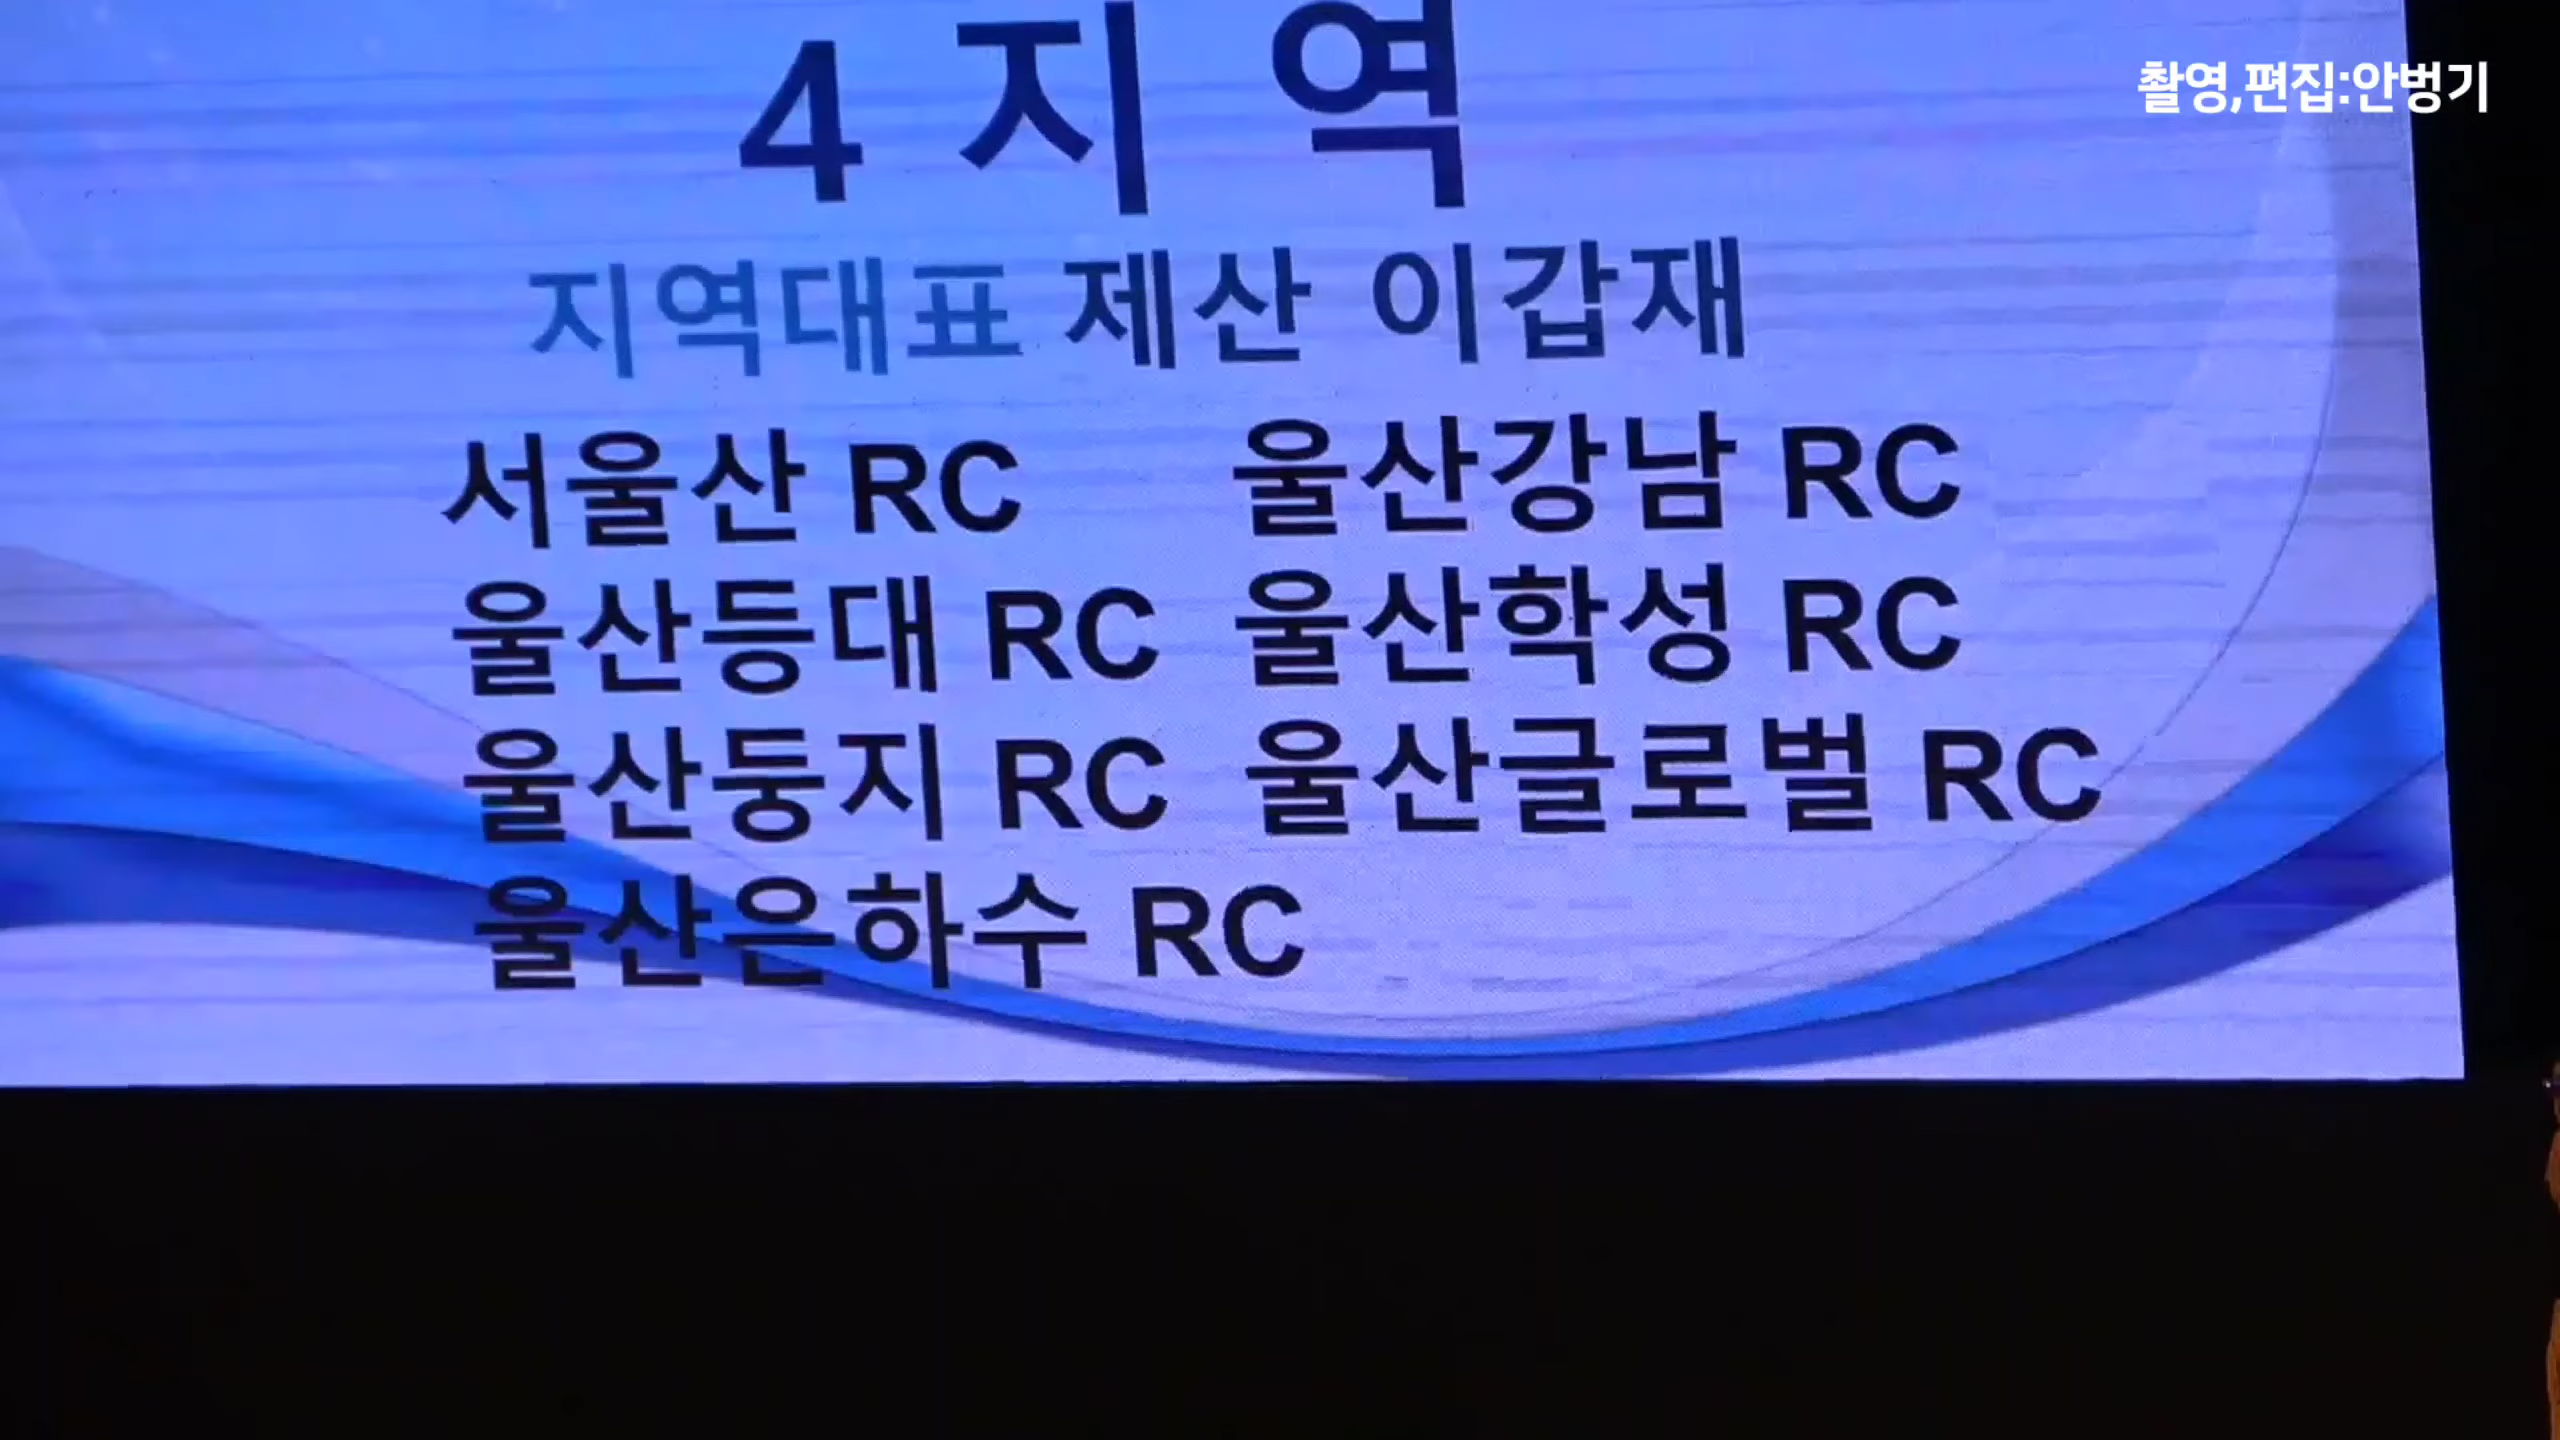 촬영,편집:안벙기
4 지 역
지역대표 제산 이갑재
서울산 RC 울산강남 RC
울산등대 RC 울산학성 RC
울산둥지 RC 울산글로벌 RC
울산은하수 RC